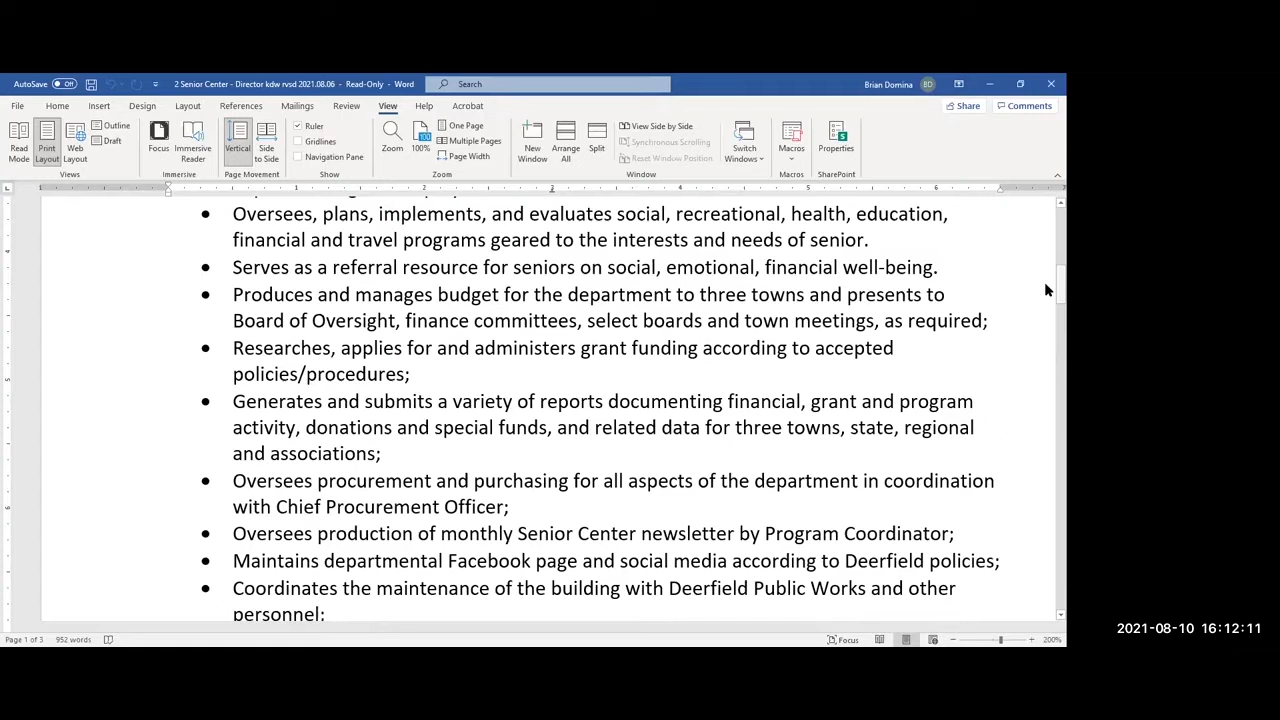 AutoSave Off 2 Senior Center – Director kdw rvsd 2021.08.06 - Read-Only – Word Search Brian Domina BD
File Home Insert Design Layout References Mailings Review View Help Acrobat Share Comments
Read Mode
Print Layout
Web Layout
Outline
Draft
Views
Focus
Immersive Reader
Immersive
Vertical
Side to Side
Page Movement
Ruler
Gridlines
Navigation Pane
Show
Zoom
100
100%
One Page
Multiple Pages
Page Width
Zoom
New Window
Arrange All
Split
View Side by Side
Synchronous Scrolling
Reset Window Position
Window
Switch Windows
Macros
Macros
Properties
SharePoint
1 1 2 3 4 5 6 7
• Oversees, plans, implements, and evaluates social, recreational, health, education,
financial and travel programs geared to the interests and needs of senior.
• Serves as a referral resource for seniors on social, emotional, financial well-being.
• Produces and manages budget for the department to three towns and presents to
Board of Oversight, finance committees, select boards and town meetings, as required;
• Researches, applies for and administers grant funding according to accepted
policies/procedures;
• Generates and submits a variety of reports documenting financial, grant and program
activity, donations and special funds, and related data for three towns, state, regional
and associations;
• Oversees procurement and purchasing for all aspects of the department in coordination
with Chief Procurement Officer;
• Oversees production of monthly Senior Center newsletter by Program Coordinator;
• Maintains departmental Facebook page and social media according to Deerfield policies;
• Coordinates the maintenance of the building with Deerfield Public Works and other
personnel;
Page 1 of 3 952 words Focus 200%
2021-08-10 16:12:11